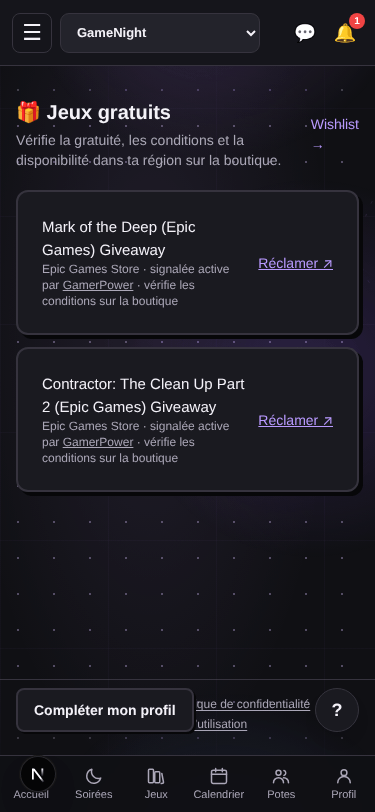 ☰ GameNight 💬 🔔 1
🎁 Jeux gratuits
Vérifie la gratuité, les conditions et la
disponibilité dans ta région sur la boutique.
Wishlist
→
Mark of the Deep (Epic
Games) Giveaway
Epic Games Store · signalée active
par GamerPower · vérifie les
conditions sur la boutique
Réclamer ↗
Contractor: The Clean Up Part
2 (Epic Games) Giveaway
Epic Games Store · signalée active
par GamerPower · vérifie les
conditions sur la boutique
Réclamer ↗
Compléter mon profil
que de confidentialité
utilisation
?
N
Accueil Soirées Jeux Calendrier Potes Profil